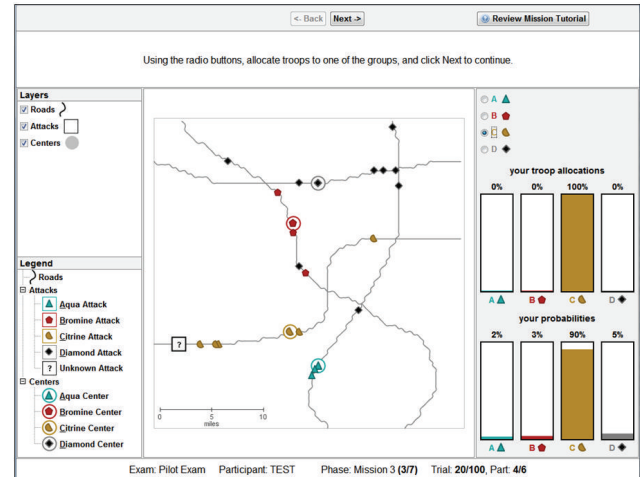 <- Back Next ->
Review Mission Tutorial
Using the radio buttons, allocate troops to one of the groups, and click Next to continue.
Layers
Roads
Attacks
Centers
Legend
Roads
Attacks
Aqua Attack
Bromine Attack
Citrine Attack
Diamond Attack
? Unknown Attack
Centers
Aqua Center
Bromine Center
Citrine Center
Diamond Center
?
0 5 10
miles
A
B
C
D
your troop allocations
0% 0% 100% 0%
A B C D
your probabilities
2% 3% 90% 5%
A B C D
Exam: Pilot Exam Participant: TEST Phase: Mission 3 (3/7) Trial: 20/100, Part: 4/6